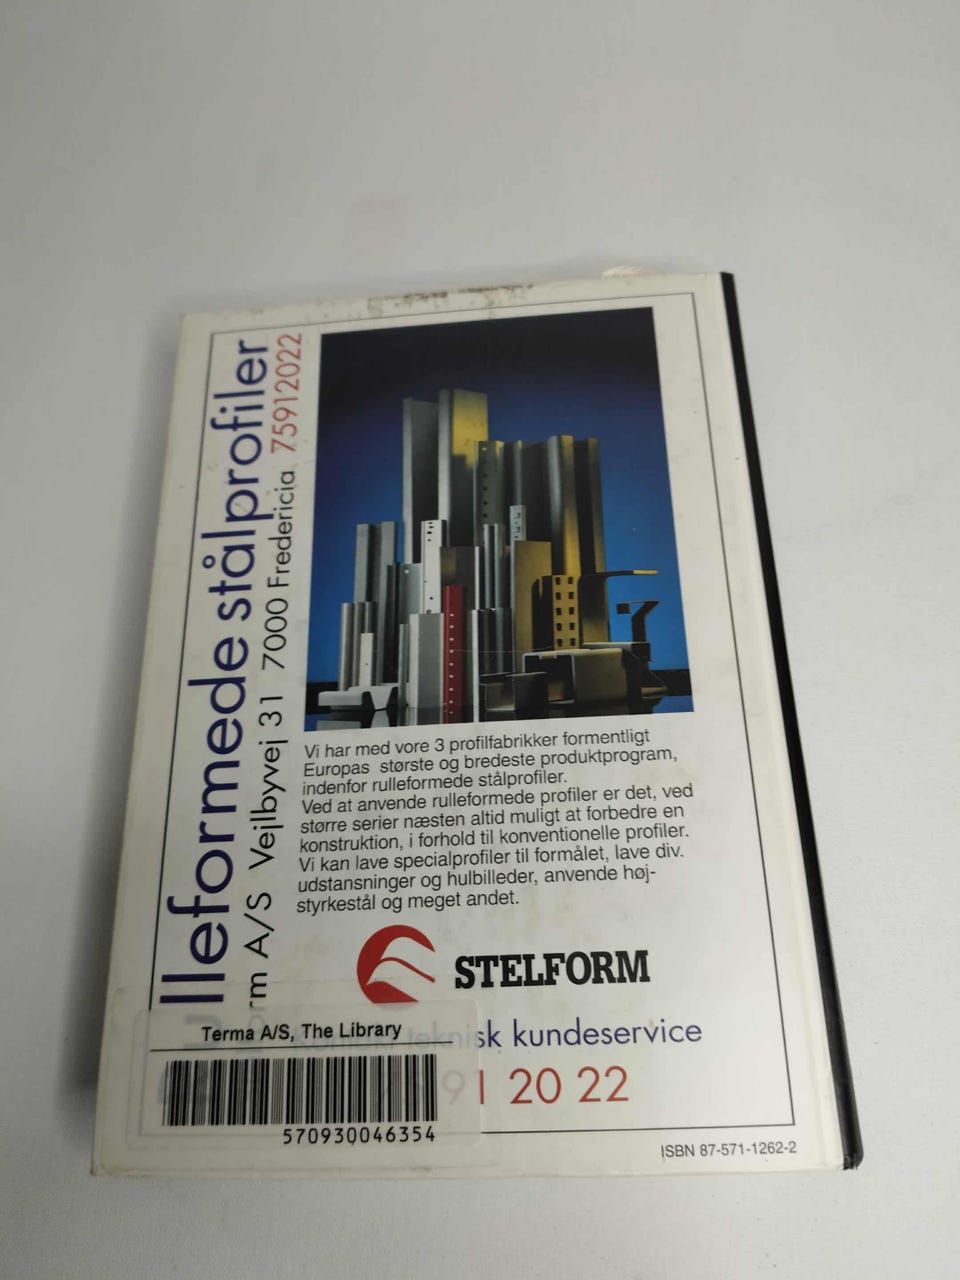 lleformede stålprofiler
rm A/S Vejlbyvej 31 7000 Fredericia 75912022
Vi har med vore 3 profilfabrikker formentligt
Europas største og bredeste produktprogram,
indenfor rulleformede stålprofiler.
Ved at anvende rulleformede profiler er det, ved
større serier næsten altid muligt at forbedre en
konstruktion, i forhold til konventionelle profiler.
Vi kan lave specialprofiler til formålet, lave div.
udstansninger og hulbilleder, anvende høj-
styrkestål og meget andet.
STELFORM
teknisk kundeservice
75 91 20 22
Terma A/S, The Library
570930046354
ISBN 87-571-1262-2